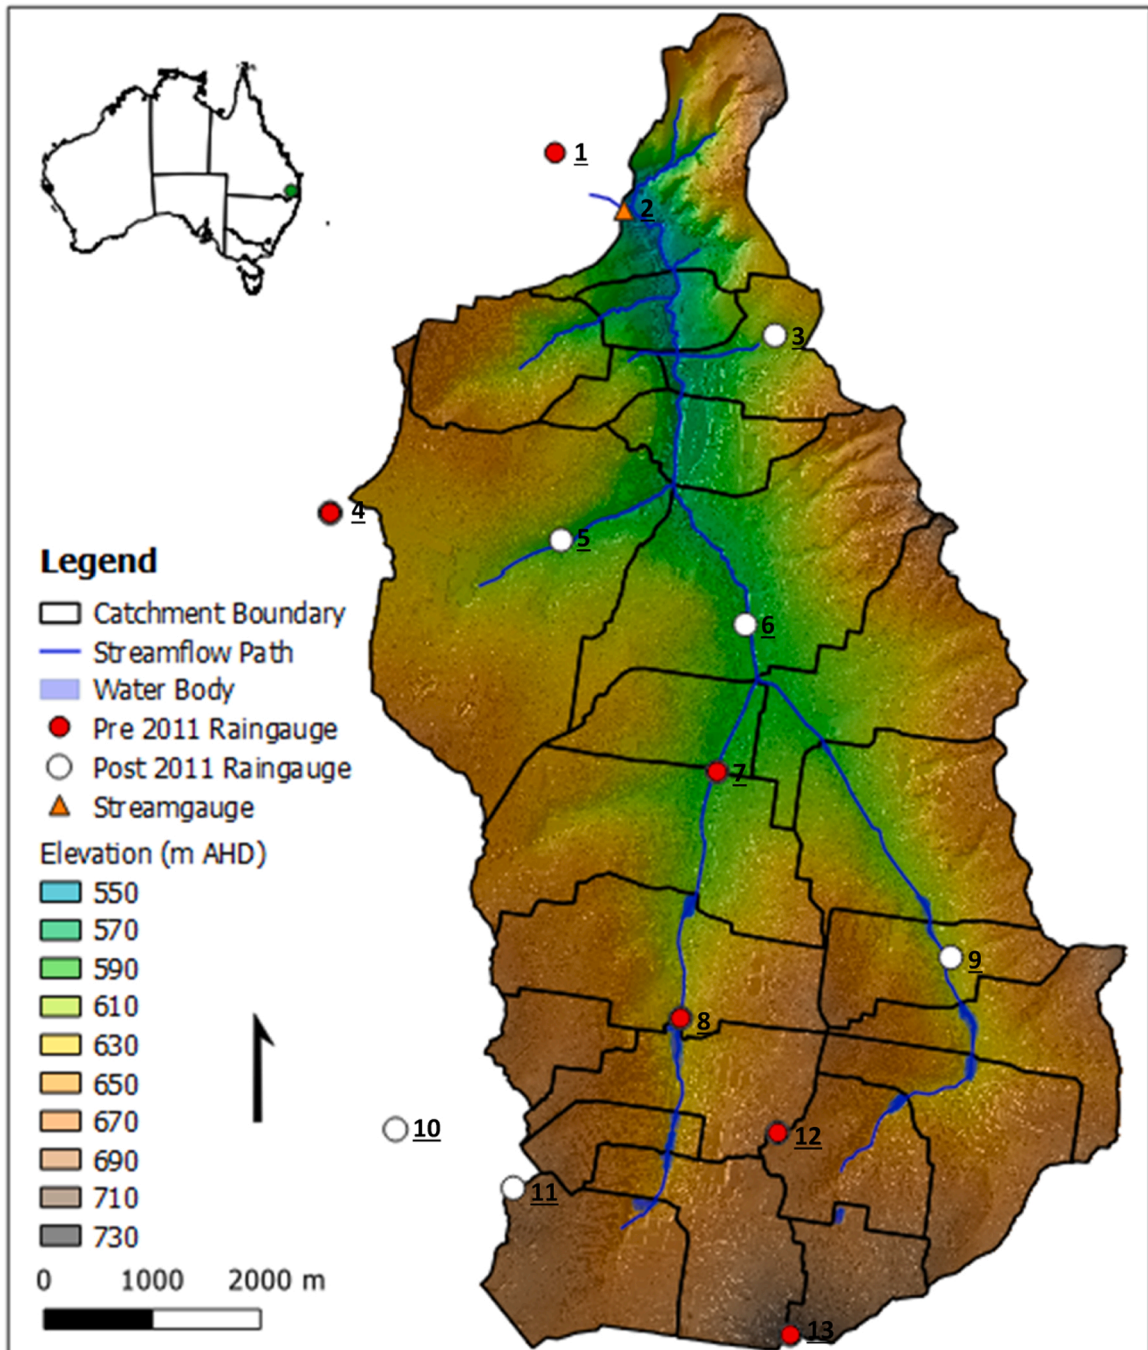 1
2
3
4
5
6
7
8
9
10
11
12
13
Legend
Catchment Boundary
Streamflow Path
Water Body
Pre 2011 Raingauge
Post 2011 Raingauge
Streamgauge
Elevation (m AHD)
550
570
590
610
630
650
670
690
710
730
0 1000 2000 m